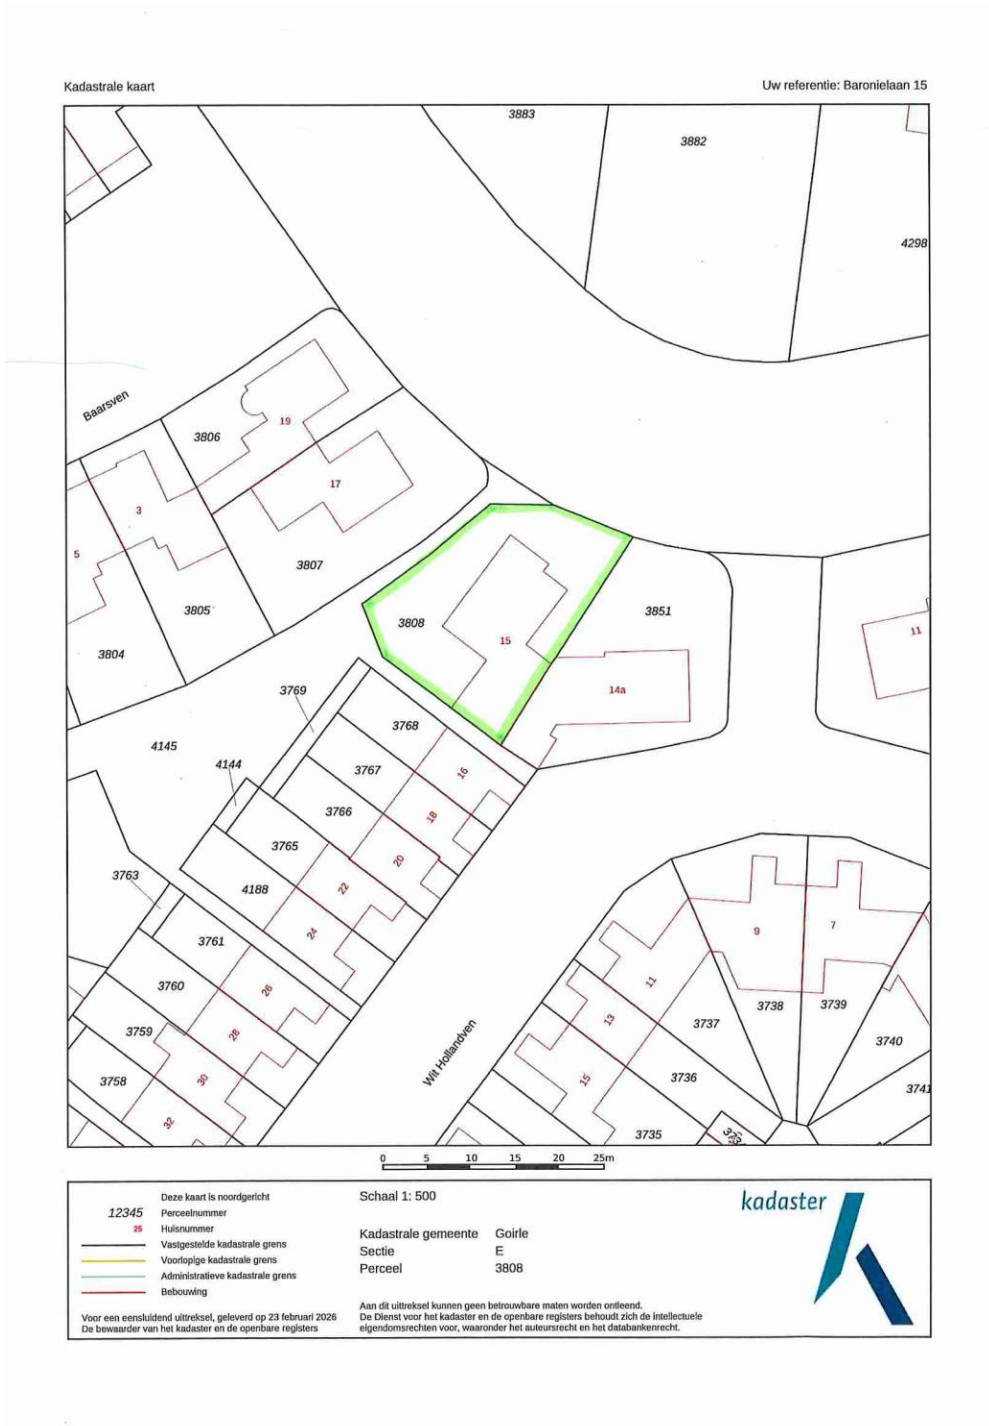 Kadastrale kaart
Uw referentie: Baronielaan 15
3883
3882
4298
Baarsven
3806
19
17
3
5
3807
3805
3804
3808
15
3851
14a
11
3769
3768
4145
4144
3767
16
3766
18
3765
20
3763
4188
22
24
3761
26
3760
28
3759
30
3758
32
Wit Hollandven
9
7
11
3738
3739
13
3737
3740
15
3736
3741
3735
0 5 10 15 20 25m
Deze kaart is noordgericht
12345 Perceelnummer
25 Huisnummer
Vastgestelde kadastrale grens
Voorlopige kadastrale grens
Administratieve kadastrale grens
Bebouwing
Voor een eensluidend uittreksel, geleverd op 23 februari 2026
De bewaarder van het kadaster en de openbare registers
Schaal 1: 500
Kadastrale gemeente Goirle
Sectie E
Perceel 3808
Aan dit uittreksel kunnen geen betrouwbare maten worden ontleend.
De Dienst voor het kadaster en de openbare registers behoudt zich de intellectuele
eigendomsrechten voor, waaronder het auteursrecht en het databankenrecht.
kadaster